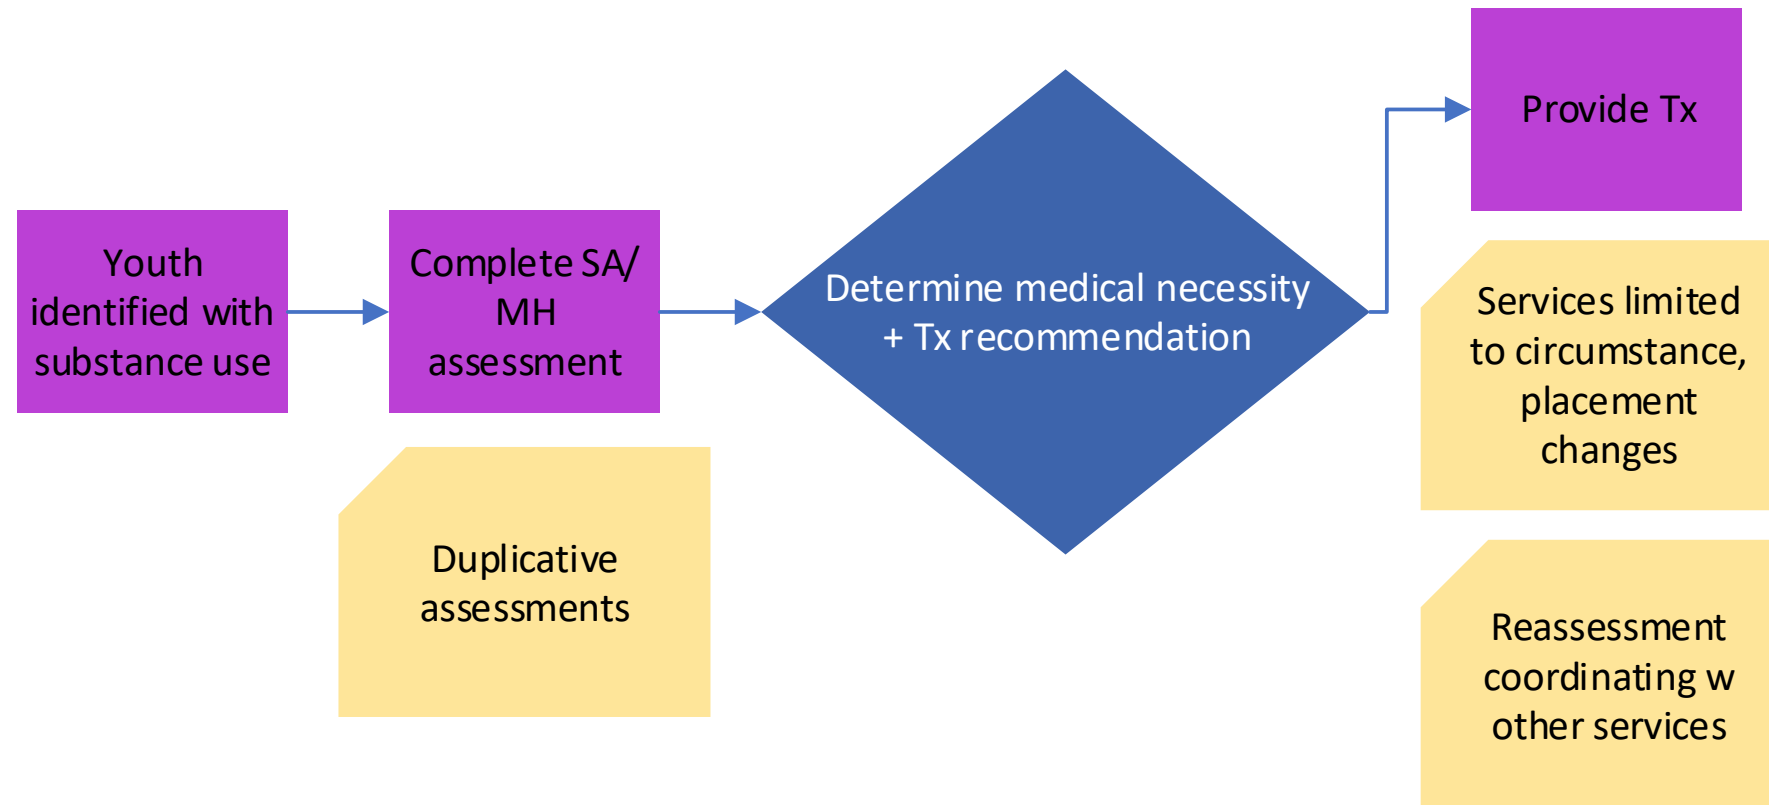 Youth
identified with
substance use
Complete SA/
MH
assessment
Duplicative
assessments
Determine medical necessity
+ Tx recommendation
Provide Tx
Services limited
to circumstance,
placement
changes
Reassessment
coordinating w
other services